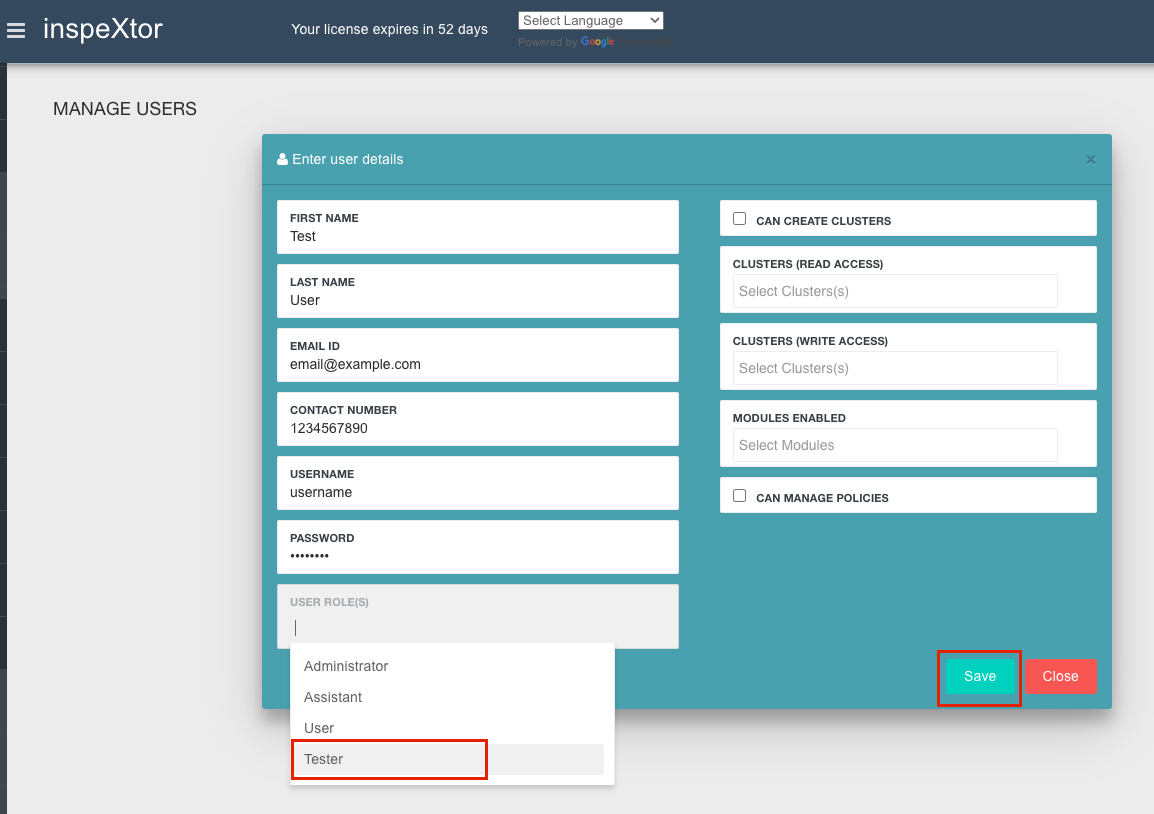 inspeXtor
Your license expires in 52 days
Select Language
Powered by Google
MANAGE USERS
Enter user details
×
FIRST NAME
Test
LAST NAME
User
EMAIL ID
email@example.com
CONTACT NUMBER
1234567890
USERNAME
username
PASSWORD
••••••••
USER ROLE(S)
Administrator
Assistant
User
Tester
CAN CREATE CLUSTERS
CLUSTERS (READ ACCESS)
Select Clusters(s)
CLUSTERS (WRITE ACCESS)
Select Clusters(s)
MODULES ENABLED
Select Modules
CAN MANAGE POLICIES
Save
Close